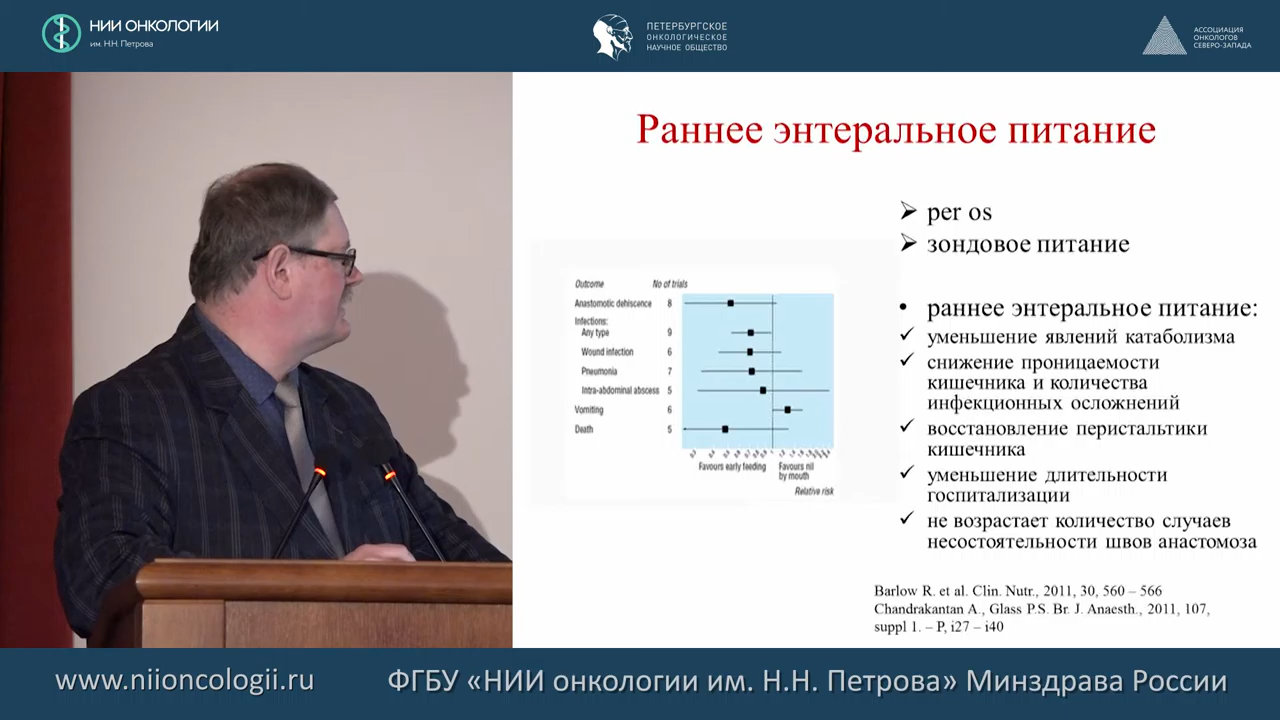 НИИ ОНКОЛОГИИ
им. Н.Н. Петрова
ПЕТЕРБУРГСКОЕ
ОНКОЛОГИЧЕСКОЕ
НАУЧНОЕ ОБЩЕСТВО
АССОЦИАЦИЯ
ОНКОЛОГОВ
СЕВЕРО-ЗАПАДА
Раннее энтеральное питание
➢ per os
➢ зондовое питание
Outcome No of trials
Anastomotic dehiscence 8
Infections:
Any type 9
Wound infection 6
Pneumonia 7
Intra-abdominal abscess 5
Vomiting 6
Death 5
Favours early feeding
Favours nil
by mouth
Relative risk
• раннее энтеральное питание:
✓ уменьшение явлений катаболизма
✓ снижение проницаемости
кишечника и количества
инфекционных осложнений
✓ восстановление перистальтики
кишечника
✓ уменьшение длительности
госпитализации
✓ не возрастает количество случаев
несостоятельности швов анастомоза
Barlow R. et al. Clin. Nutr., 2011, 30, 560 – 566
Chandrakantan A., Glass P.S. Br. J. Anaesth., 2011, 107,
suppl 1. – P, i27 – i40
www.niioncologii.ru
ФГБУ «НИИ онкологии им. Н.Н. Петрова» Минздрава России